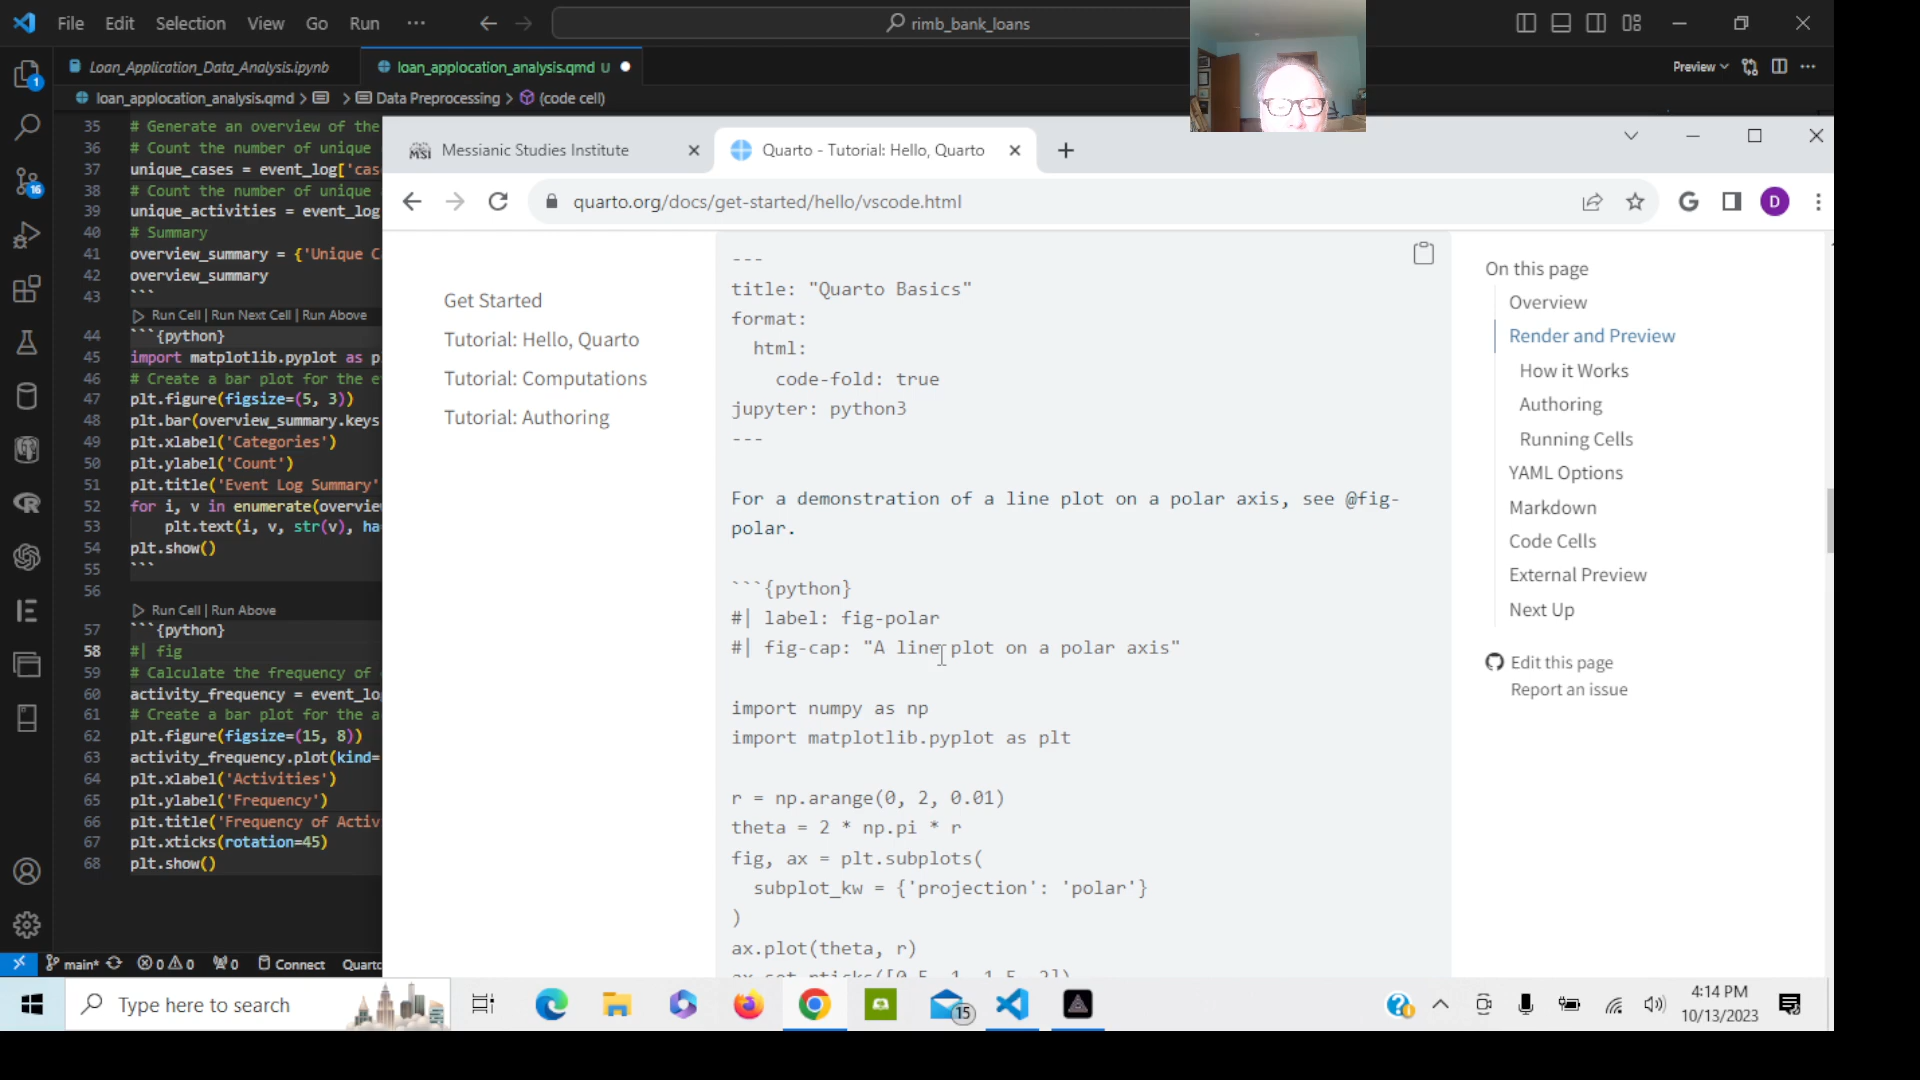 File Edit Selection View Go Run ··· rimb_bank_loans
Loan_Application_Data_Analysis.ipynb loan_applocation_analysis.qmd U Preview
loan_applocation_analysis.qmd > > Data Preprocessing > (code cell)
35 # Generate an overview of the
36 # Count the number of unique
37 unique_cases = event_log['cas
38 # Count the number of unique
39 unique_activities = event_log
40 # Summary
41 overview_summary = {'Unique C
42 overview_summary
43 ```
Run Cell | Run Next Cell | Run Above
44 ```{python}
45 import matplotlib.pyplot as p
46 # Create a bar plot for the e
47 plt.figure(figsize=(5, 3))
48 plt.bar(overview_summary.keys
49 plt.xlabel('Categories')
50 plt.ylabel('Count')
51 plt.title('Event Log Summary'
52 for i, v in enumerate(overvie
53 plt.text(i, v, str(v), ha
54 plt.show()
55 ```
56
Run Cell | Run Above
57 ```{python}
58 #| fig
59 # Calculate the frequency of
60 activity_frequency = event_lo
61 # Create a bar plot for the a
62 plt.figure(figsize=(15, 8))
63 activity_frequency.plot(kind=
64 plt.xlabel('Activities')
65 plt.ylabel('Frequency')
66 plt.title('Frequency of Activ
67 plt.xticks(rotation=45)
68 plt.show()
1
16
main* 0 0 0 Connect Quarto
MSI Messianic Studies Institute Quarto - Tutorial: Hello, Quarto
quarto.org/docs/get-started/hello/vscode.html G D
Get Started
Tutorial: Hello, Quarto
Tutorial: Computations
Tutorial: Authoring
---
title: "Quarto Basics"
format:
html:
code-fold: true
jupyter: python3
---
For a demonstration of a line plot on a polar axis, see @fig-
polar.
```{python}
#| label: fig-polar
#| fig-cap: "A line plot on a polar axis"
import numpy as np
import matplotlib.pyplot as plt
r = np.arange(0, 2, 0.01)
theta = 2 * np.pi * r
fig, ax = plt.subplots(
subplot_kw = {'projection': 'polar'}
)
ax.plot(theta, r)
ax.set_rticks([0.5, 1, 1.5, 2])
On this page
Overview
Render and Preview
How it Works
Authoring
Running Cells
YAML Options
Markdown
Code Cells
External Preview
Next Up
Edit this page
Report an issue
Type here to search 15 4:14 PM
10/13/2023